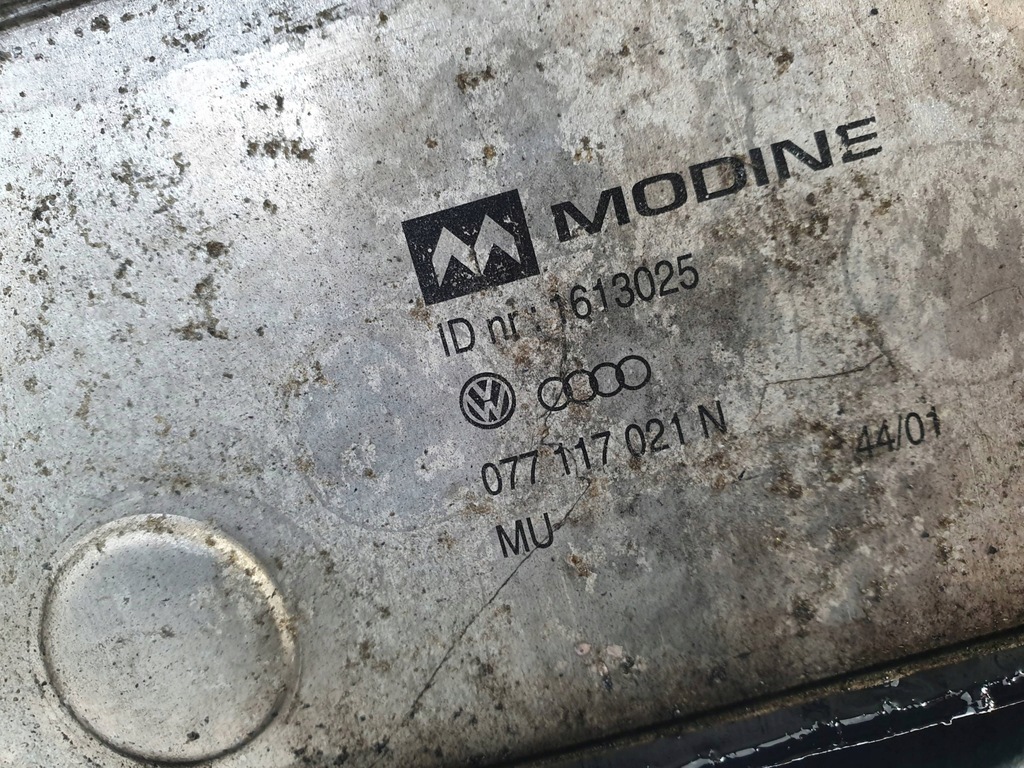 MODINE
ID nr : 1613025
077 117 021 N
44/01
MU